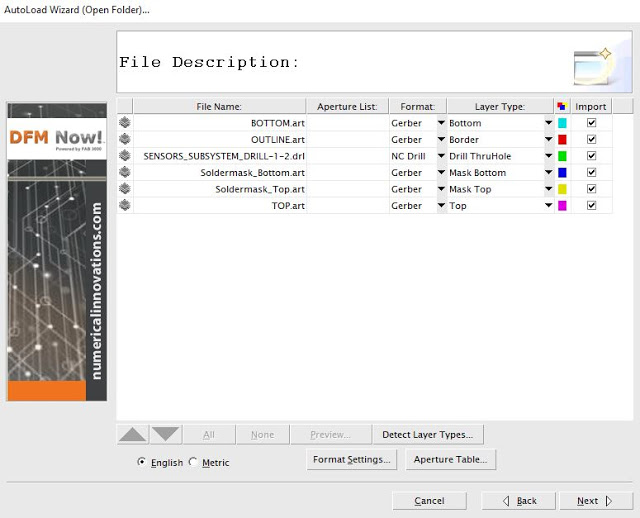 AutoLoad Wizard (Open Folder)...
File Description:
DFM Now!
Powered by FAB 3000
numericalinnovations.com
File Name: Aperture List: Format: Layer Type: Import
BOTTOM.art Gerber Bottom
OUTLINE.art Gerber Border
SENSORS_SUBSYSTEM_DRILL-1-2.drl NC Drill Drill ThruHole
Soldermask_Bottom.art Gerber Mask Bottom
Soldermask_Top.art Gerber Mask Top
TOP.art Gerber Top
All None Preview... Detect Layer Types...
English Metric Format Settings... Aperture Table...
Cancel Back Next